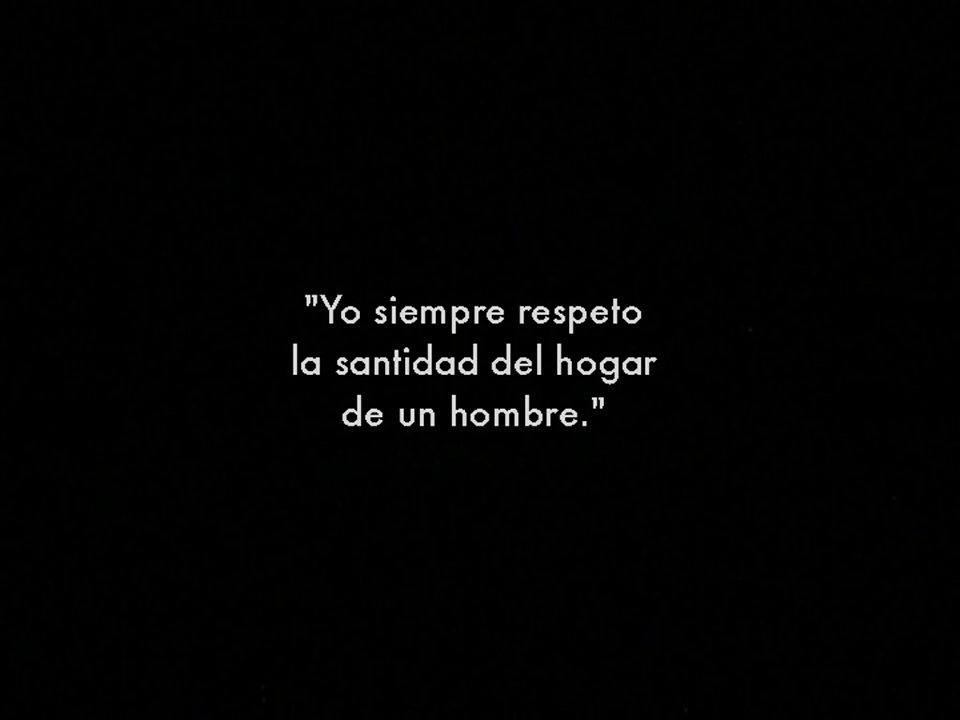 "Yo siempre respeto
la santidad del hogar
de un hombre."